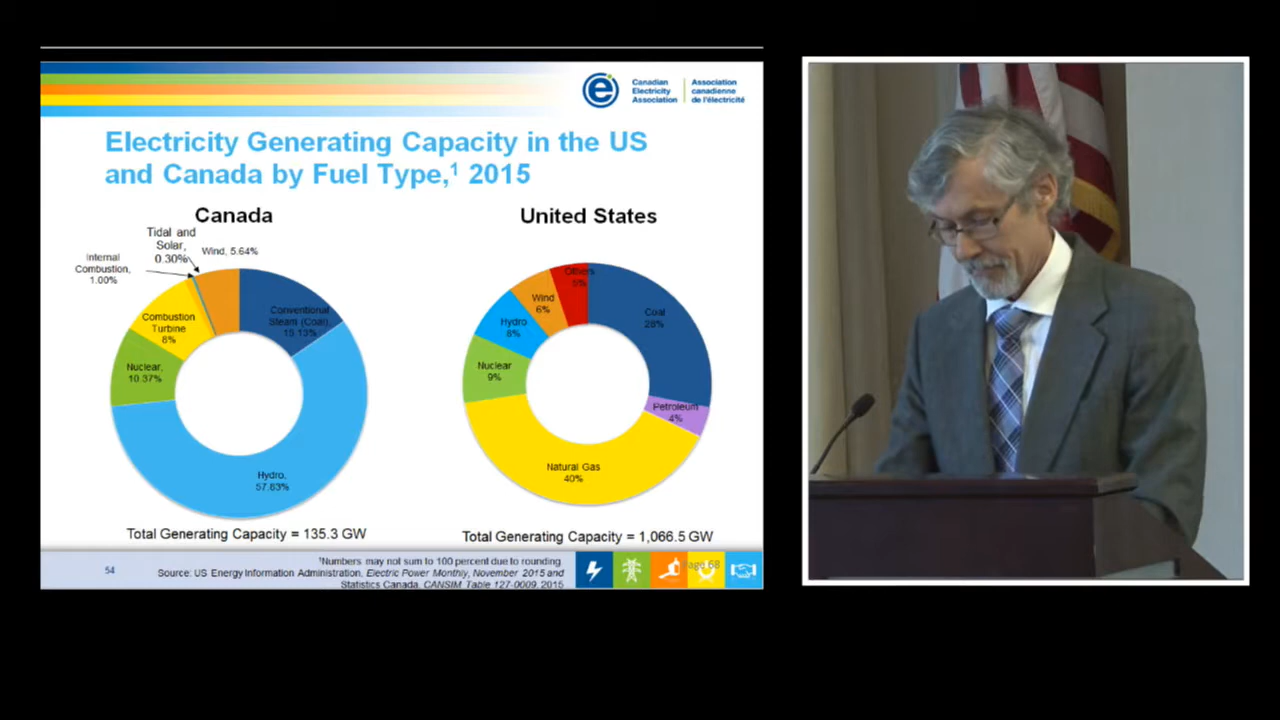 Canadian
Electricity
Association
Association
canadienne
de l'électricité
Electricity Generating Capacity in the US
and Canada by Fuel Type,¹ 2015
Canada
Tidal and
Solar,
0.30%
Wind, 5.64%
Internal
Combustion,
1.00%
Combustion
Turbine
8%
Conventional
Steam (Coal),
15.13%
Nuclear,
10.37%
Hydro,
57.83%
Total Generating Capacity = 135.3 GW
United States
Others
5%
Wind
6%
Coal
28%
Hydro
8%
Nuclear
9%
Petroleum
4%
Natural Gas
40%
Total Generating Capacity = 1,066.5 GW
54
¹Numbers may not sum to 100 percent due to rounding
Source: US Energy Information Administration, Electric Power Monthly, November 2015 and
Statistics Canada, CANSIM Table 127-0009, 2015
age 68